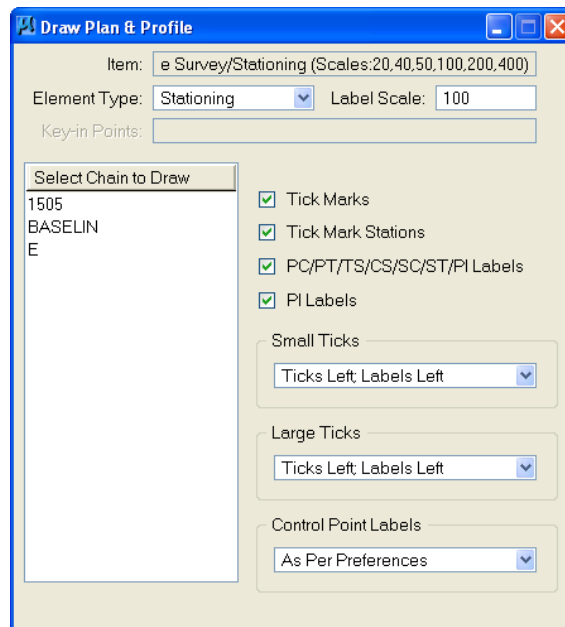 Draw Plan & Profile
Item: e Survey/Stationing (Scales:20,40,50,100,200,400)
Element Type: Stationing Label Scale: 100
Key-in Points:
Select Chain to Draw
1505
BASELIN
E
Tick Marks
Tick Mark Stations
PC/PT/TS/CS/SC/ST/PI Labels
PI Labels
Small Ticks
Ticks Left; Labels Left
Large Ticks
Ticks Left; Labels Left
Control Point Labels
As Per Preferences